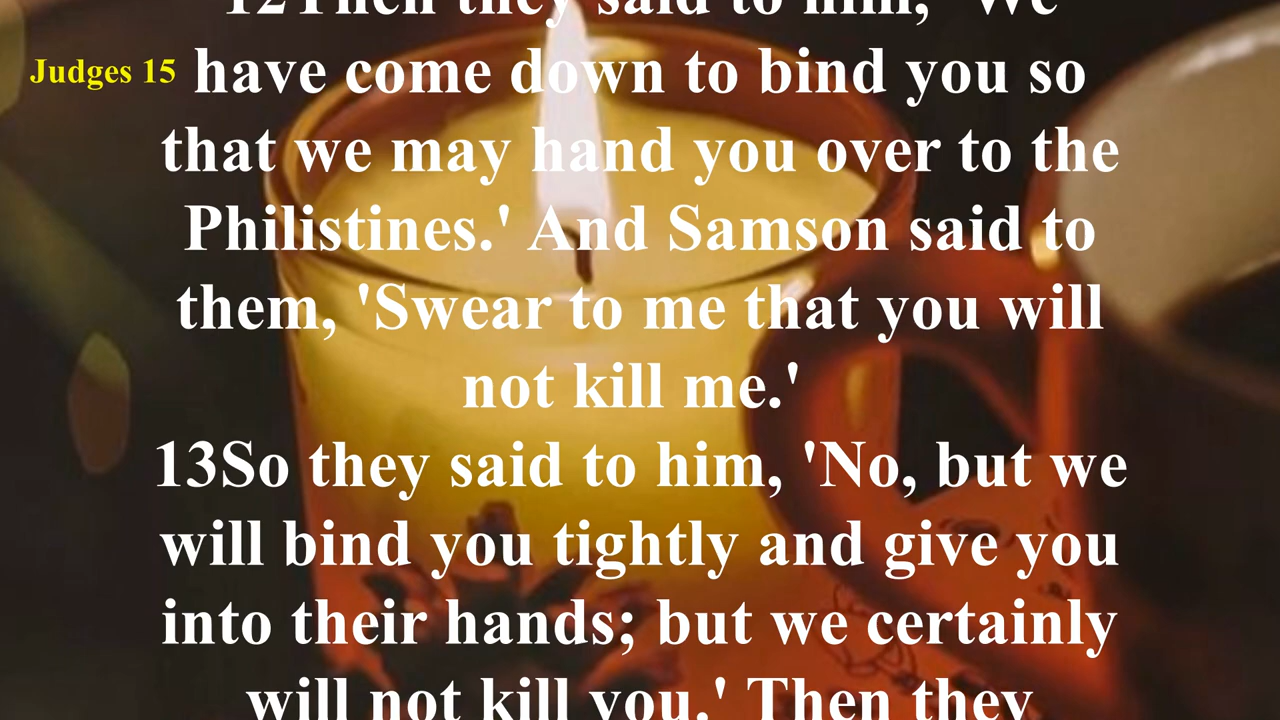 12Then they said to him, 'We
Judges 15
have come down to bind you so
that we may hand you over to the
Philistines.' And Samson said to
them, 'Swear to me that you will
not kill me.'
13So they said to him, 'No, but we
will bind you tightly and give you
into their hands; but we certainly
will not kill you.' Then they